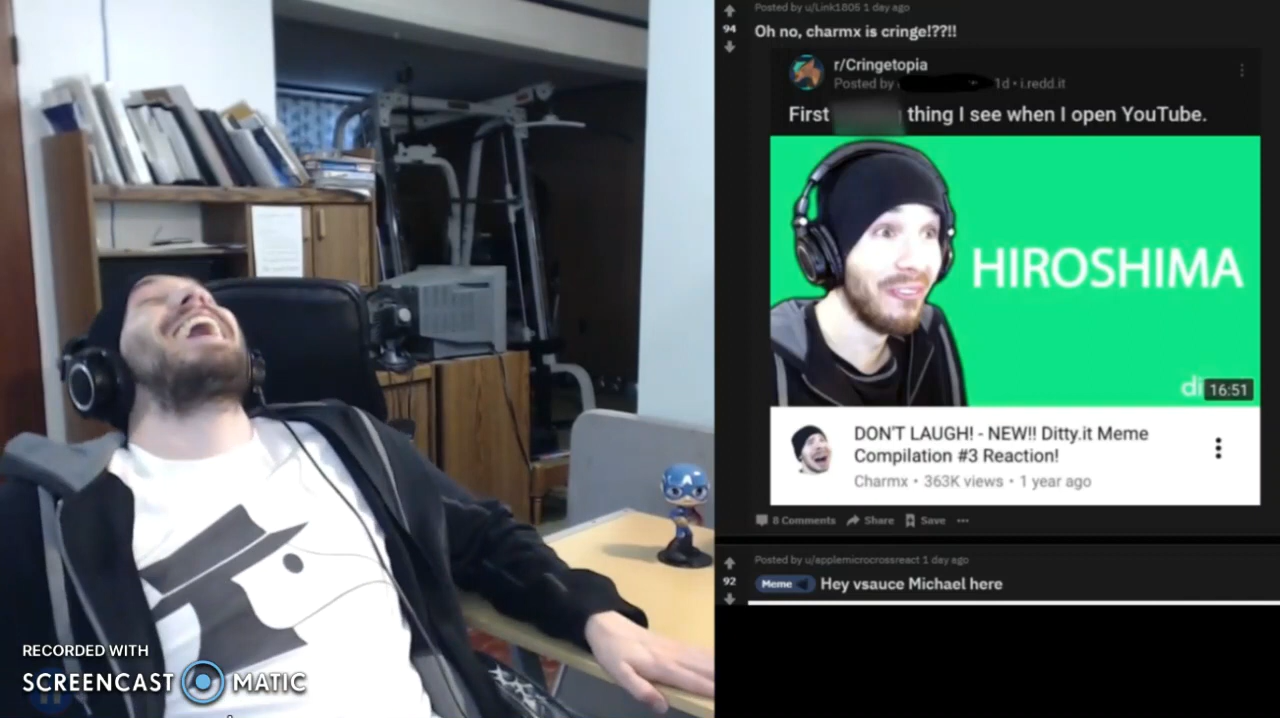 Posted by u/Link1805 1 day ago
94
Oh no, charmx is cringe!??!!
r/Cringetopia
Posted by
1d • i.redd.it
First thing I see when I open YouTube.
HIROSHIMA
di
16:51
DON'T LAUGH! - NEW!! Ditty.it Meme
Compilation #3 Reaction!
Charmx • 363K views • 1 year ago
8 Comments Share Save
Posted by u/applemicrocrossreact 1 day ago
92
Meme Hey vsauce Michael here
RECORDED WITH
SCREENCAST MATIC